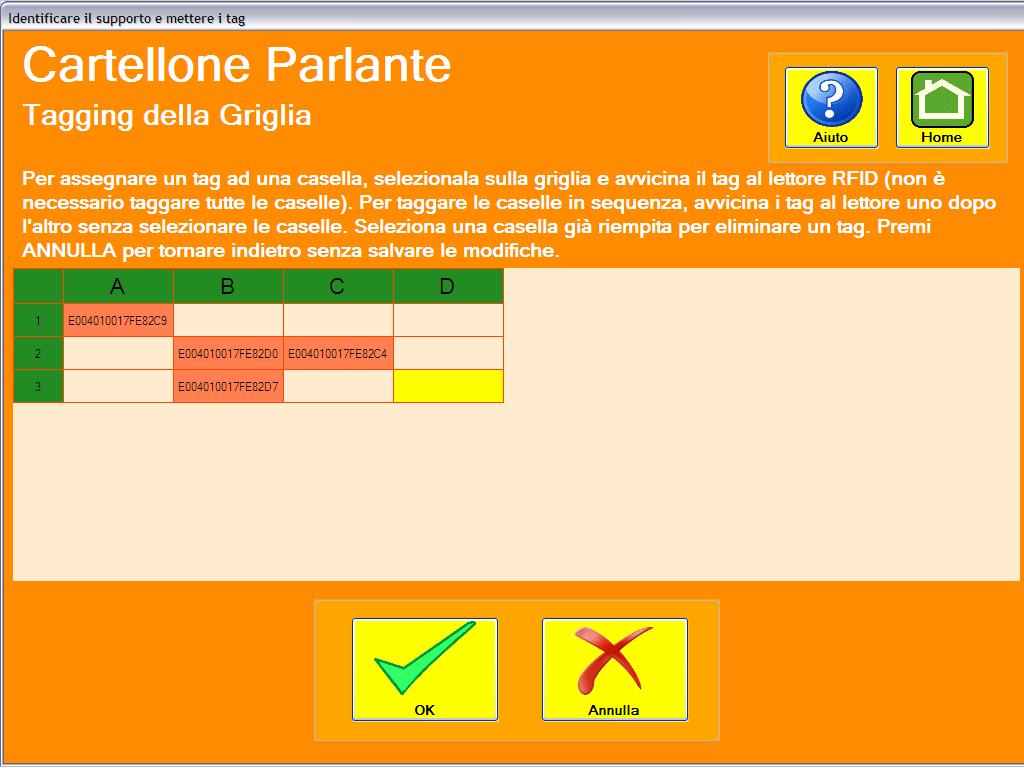 Identificare il supporto e mettere i tag
Cartellone Parlante
Tagging della Griglia
?
Aiuto
Home
Per assegnare un tag ad una casella, selezionala sulla griglia e avvicina il tag al lettore RFID (non è
necessario taggare tutte le caselle). Per taggare le caselle in sequenza, avvicina i tag al lettore uno dopo
l'altro senza selezionare le caselle. Seleziona una casella già riempita per eliminare un tag. Premi
ANNULLA per tornare indietro senza salvare le modifiche.
A B C D
1 E004010017FE82C9
2 E004010017FE82D0 E004010017FE82C4
3 E004010017FE82D7
OK
Annulla